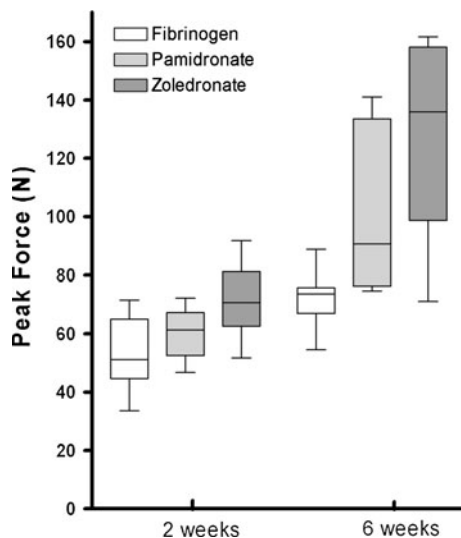 Fibrinogen
Pamidronate
Zoledronate
Peak Force (N)
160
140
120
100
80
60
40
20
0
2 weeks 6 weeks